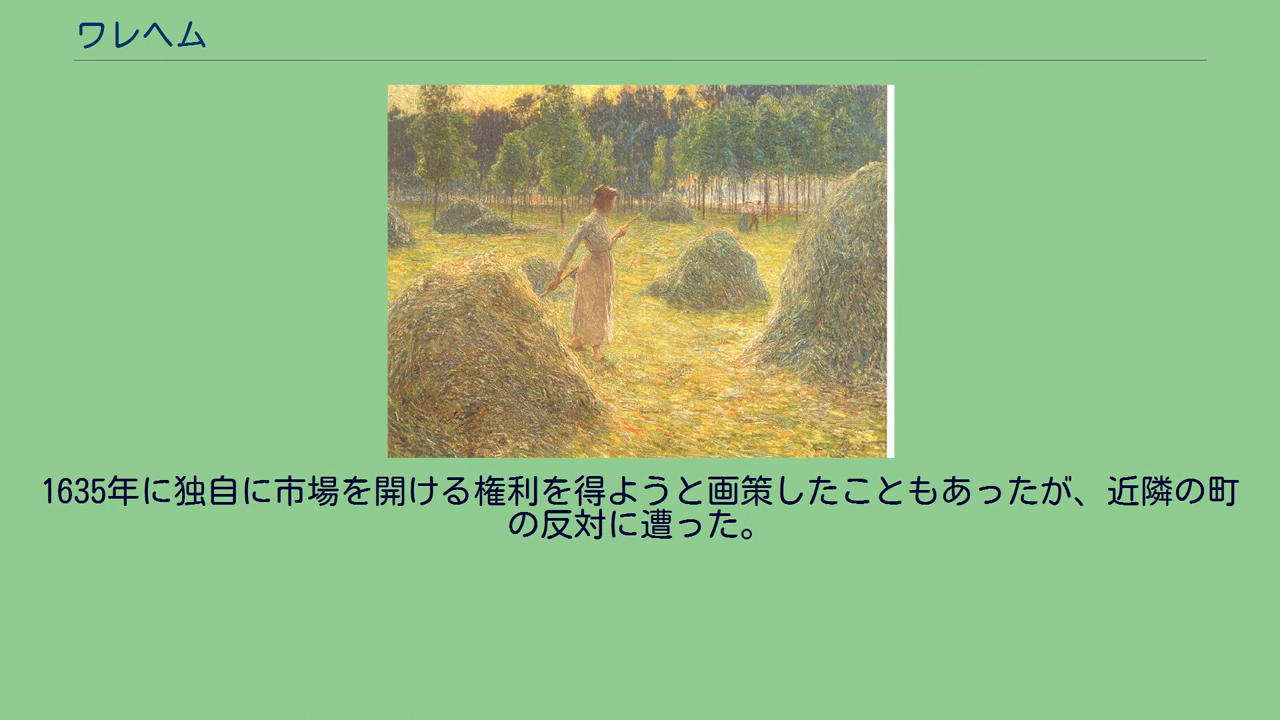 ワレヘム
1635年に独自に市場を開ける権利を得ようと画策したこともあったが、近隣の町
の反対に遭った。